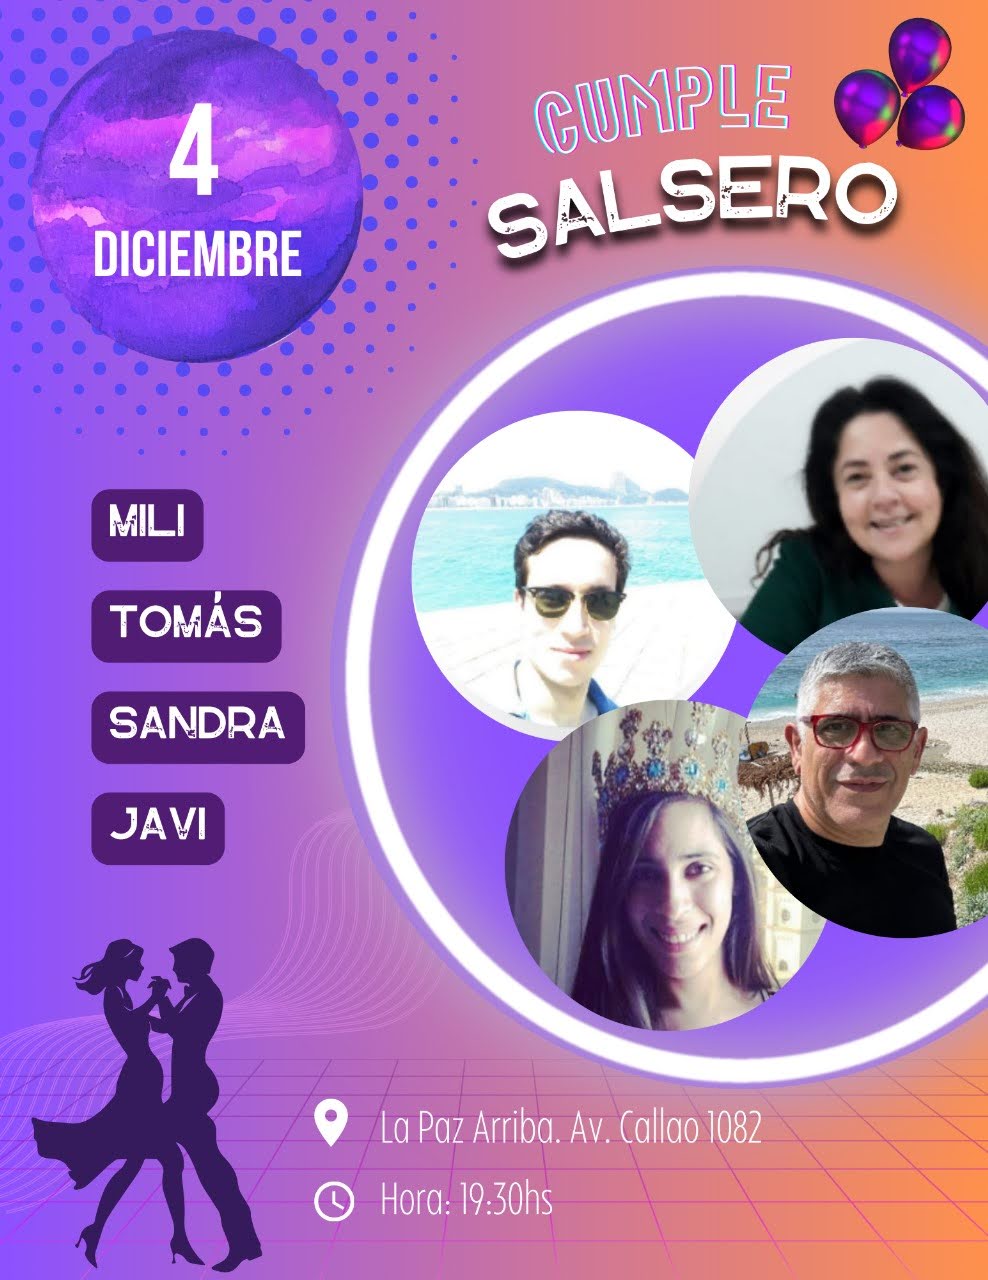 4
DICIEMBRE
CUMPLE
SALSERO
MILI
TOMÁS
SANDRA
JAVI
La Paz Arriba. Av. Callao 1082
Hora: 19:30hs